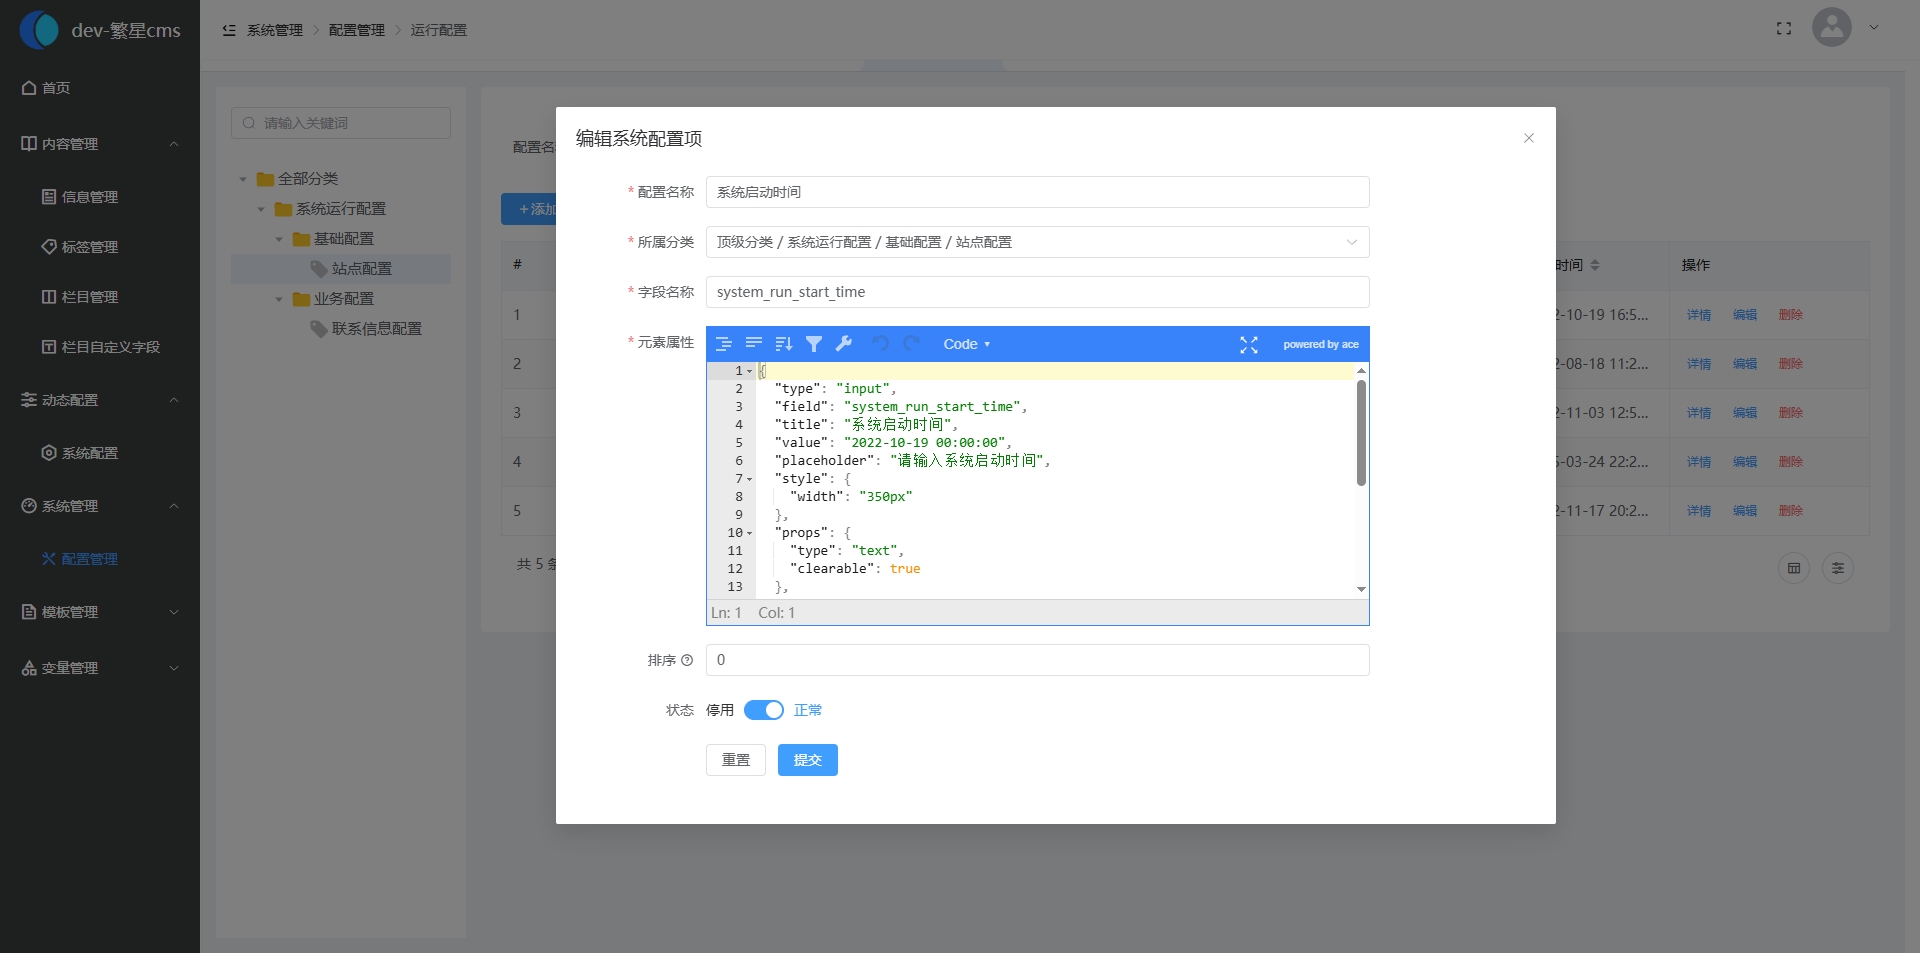 dev-繁星cms
系统管理 配置管理 运行配置
首页
内容管理
信息管理
标签管理
栏目管理
栏目自定义字段
动态配置
系统配置
系统管理
配置管理
模板管理
变量管理
请输入关键词
全部分类
系统运行配置
基础配置
站点配置
业务配置
联系信息配置
配置名
+添加
#
1
2
3
4
5
共 5 条
编辑系统配置项
*配置名称 系统启动时间
*所属分类 顶级分类 / 系统运行配置 / 基础配置 / 站点配置
*字段名称 system_run_start_time
*元素属性
Code powered by ace
1 {
2 "type": "input",
3 "field": "system_run_start_time",
4 "title": "系统启动时间",
5 "value": "2022-10-19 00:00:00",
6 "placeholder": "请输入系统启动时间",
7 "style": {
8 "width": "350px"
9 },
10 "props": {
11 "type": "text",
12 "clearable": true
13 },
Ln: 1 Col: 1
排序 0
状态 停用 正常
重置 提交
时间 操作
2-10-19 16:5... 详情 编辑 删除
2-08-18 11:2... 详情 编辑 删除
2-11-03 12:5... 详情 编辑 删除
5-03-24 22:2... 详情 编辑 删除
2-11-17 20:2... 详情 编辑 删除